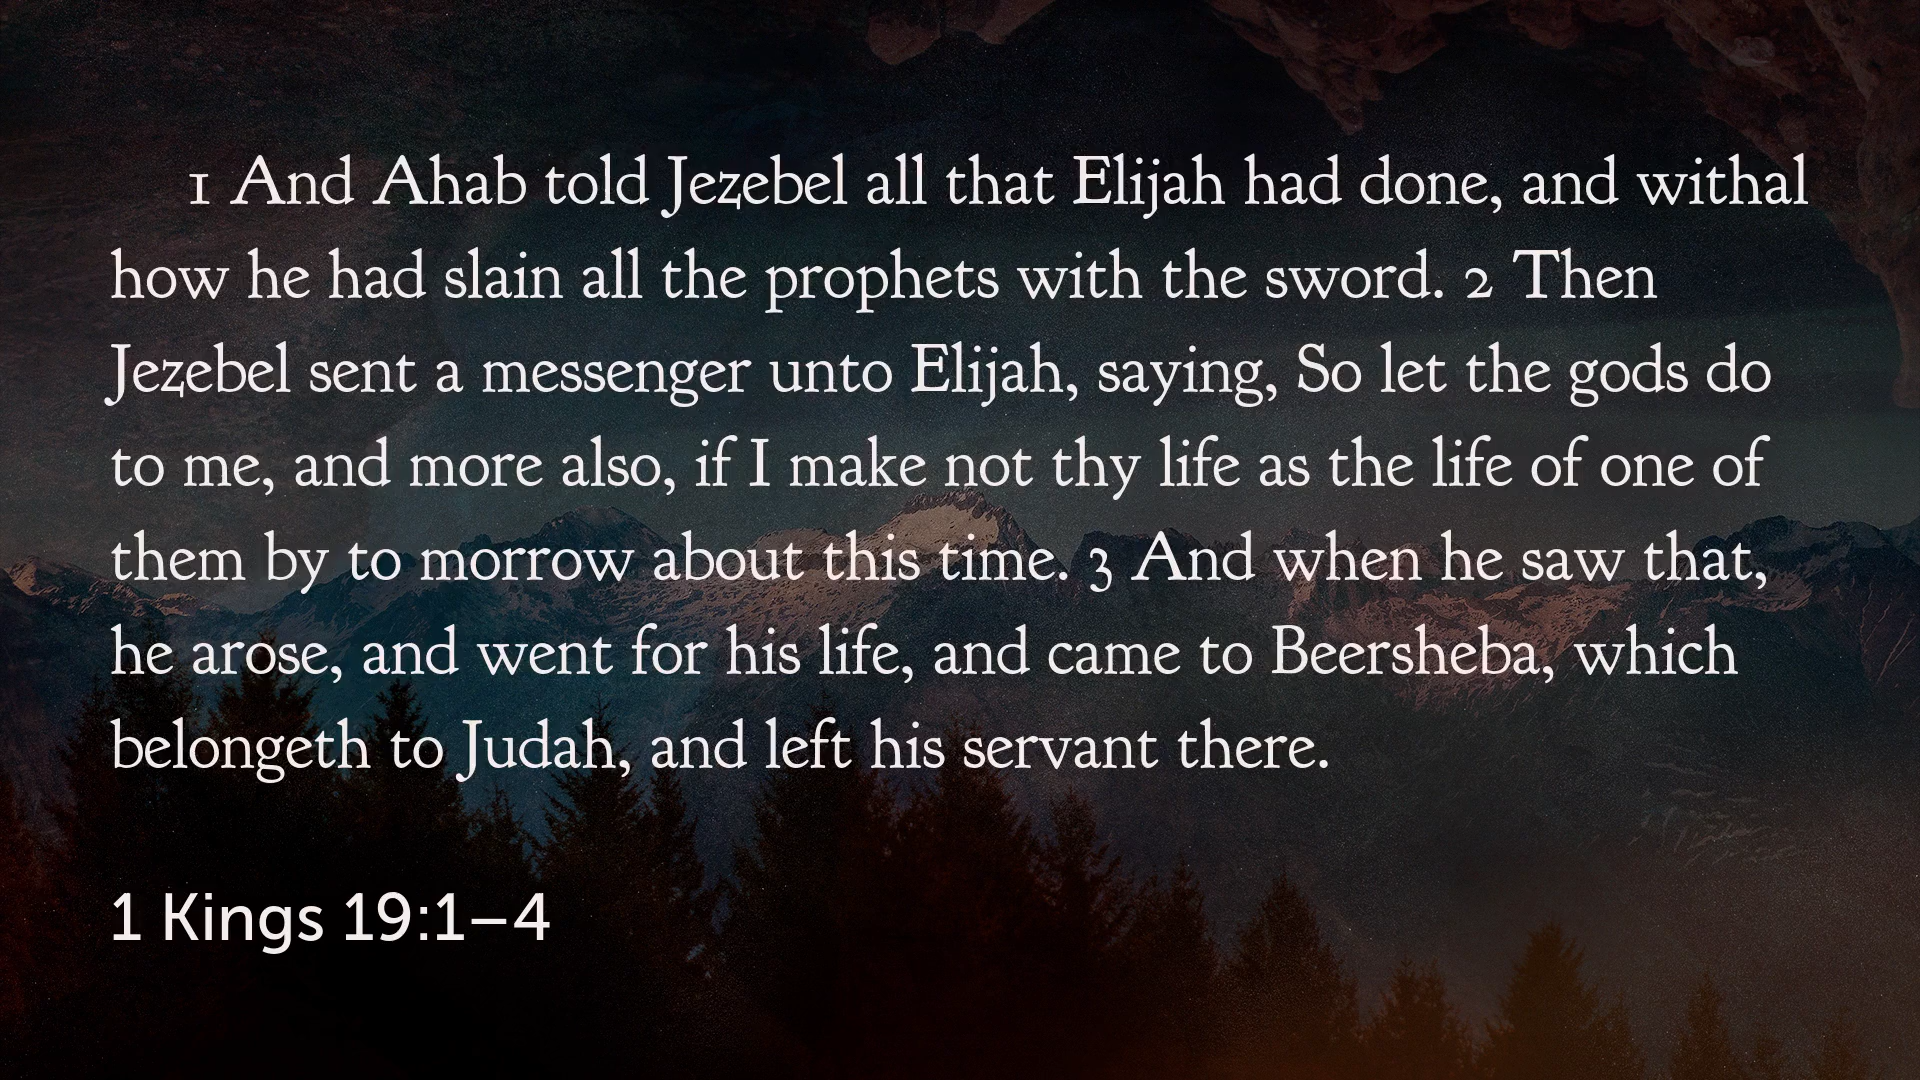 1 And Ahab told Jezebel all that Elijah had done, and withal
how he had slain all the prophets with the sword. 2 Then
Jezebel sent a messenger unto Elijah, saying, So let the gods do
to me, and more also, if I make not thy life as the life of one of
them by to morrow about this time. 3 And when he saw that,
he arose, and went for his life, and came to Beersheba, which
belongeth to Judah, and left his servant there.
1 Kings 19:1–4